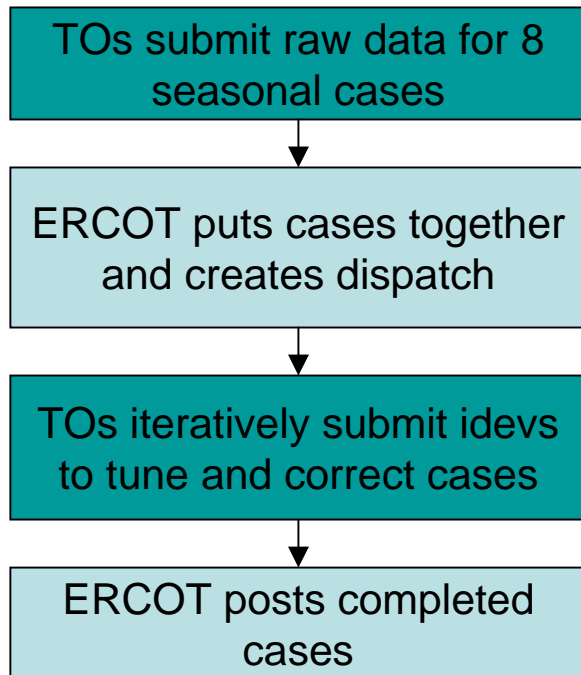 TOs submit raw data for 8
seasonal cases
ERCOT puts cases together
and creates dispatch
TOs iteratively submit idevs
to tune and correct cases
ERCOT posts completed
cases